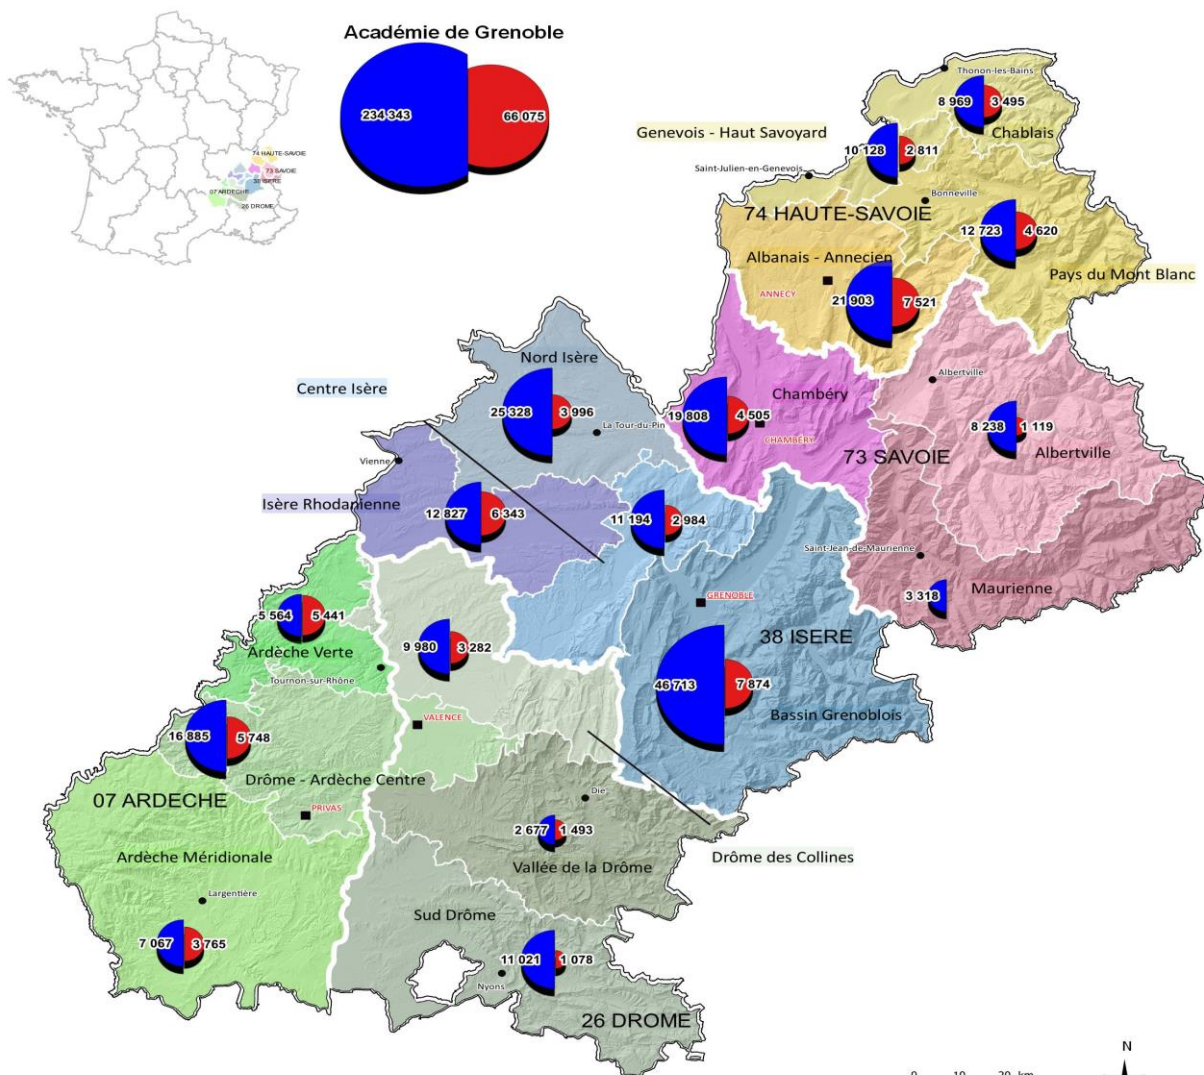 Académie de Grenoble
234 343
66 075
74 HAUTE-SAVOIE
73 SAVOIE
38 ISERE
07 ARDECHE
26 DROME
Thonon-les-Bains
8 969
3 495
Chablais
Genevois - Haut Savoyard
10 128
2 811
Saint-Julien-en-Genevois
Bonneville
74 HAUTE-SAVOIE
12 723
4 620
Albanais - Annecien
Pays du Mont Blanc
ANNECY
21 903
7 521
Nord Isère
Centre Isère
Albertville
Chambéry
25 328
3 996
19 808
4 505
La Tour du Pin
CHAMBÉRY
8 238
1 119
73 SAVOIE
Albertville
Vienne
Isère Rhodanienne
12 827
6 343
11 194
2 984
Saint-Jean-de-Maurienne
Maurienne
3 318
GRENOBLE
5 564
5 441
38 ISERE
Ardèche Verte
9 980
3 282
Tournon-sur-Rhône
46 713
7 874
Bassin Grenoblois
VALENCE
16 885
5 748
Drôme - Ardèche Centre
07 ARDECHE
PRIVAS
Die
2 677
1 493
Ardèche Méridionale
Vallée de la Drôme
Drôme des Collines
Largentière
Sud Drôme
7 067
3 765
11 021
1 078
Nyons
26 DROME
N
0 10 20 km